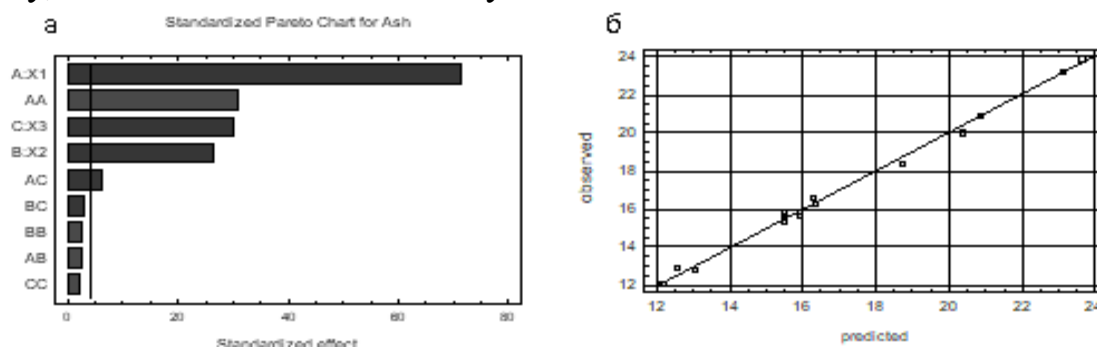 а
Standardized Pareto Chart for Ash
A:X1
AA
C:X3
B:X2
AC
BC
BB
AB
CC
0 20 40 60 80
Standardized effect
б
24
22
20
18
16
14
12
observed
12 14 16 18 20 22 24
predicted